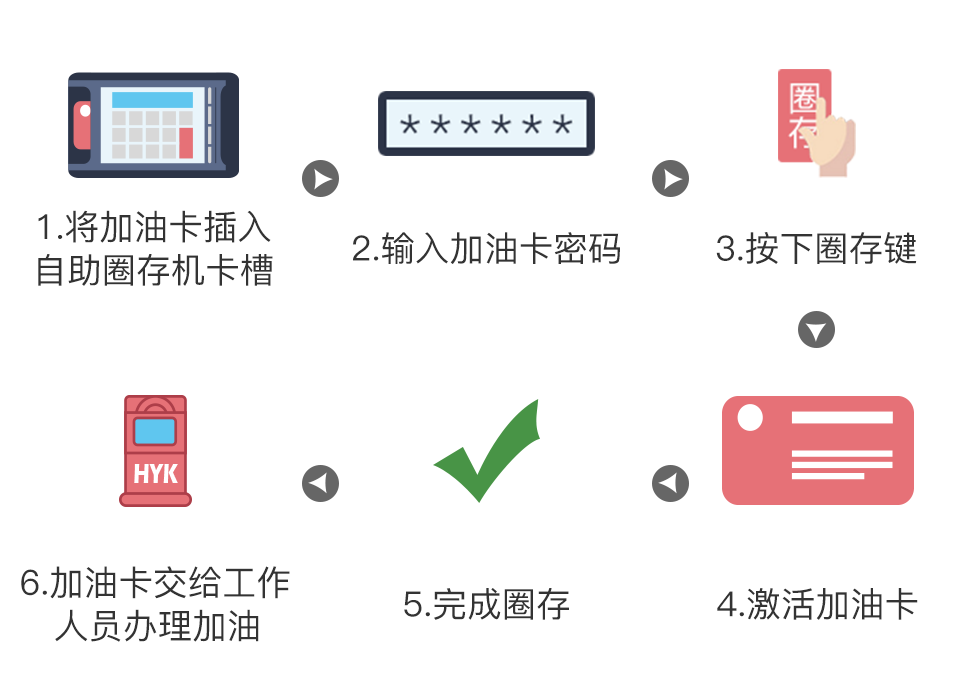 ******
圈
存
1.将加油卡插入
自助圈存机卡槽
2.输入加油卡密码
3.按下圈存键
4.激活加油卡
5.完成圈存
HYK
6.加油卡交给工作
人员办理加油